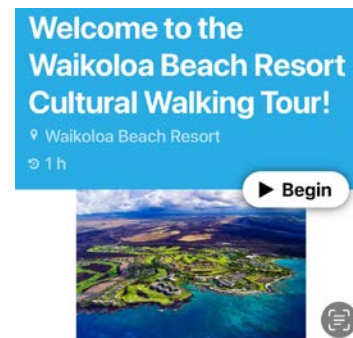 Welcome to the
Waikoloa Beach Resort
Cultural Walking Tour!
Waikoloa Beach Resort
1 h
Begin